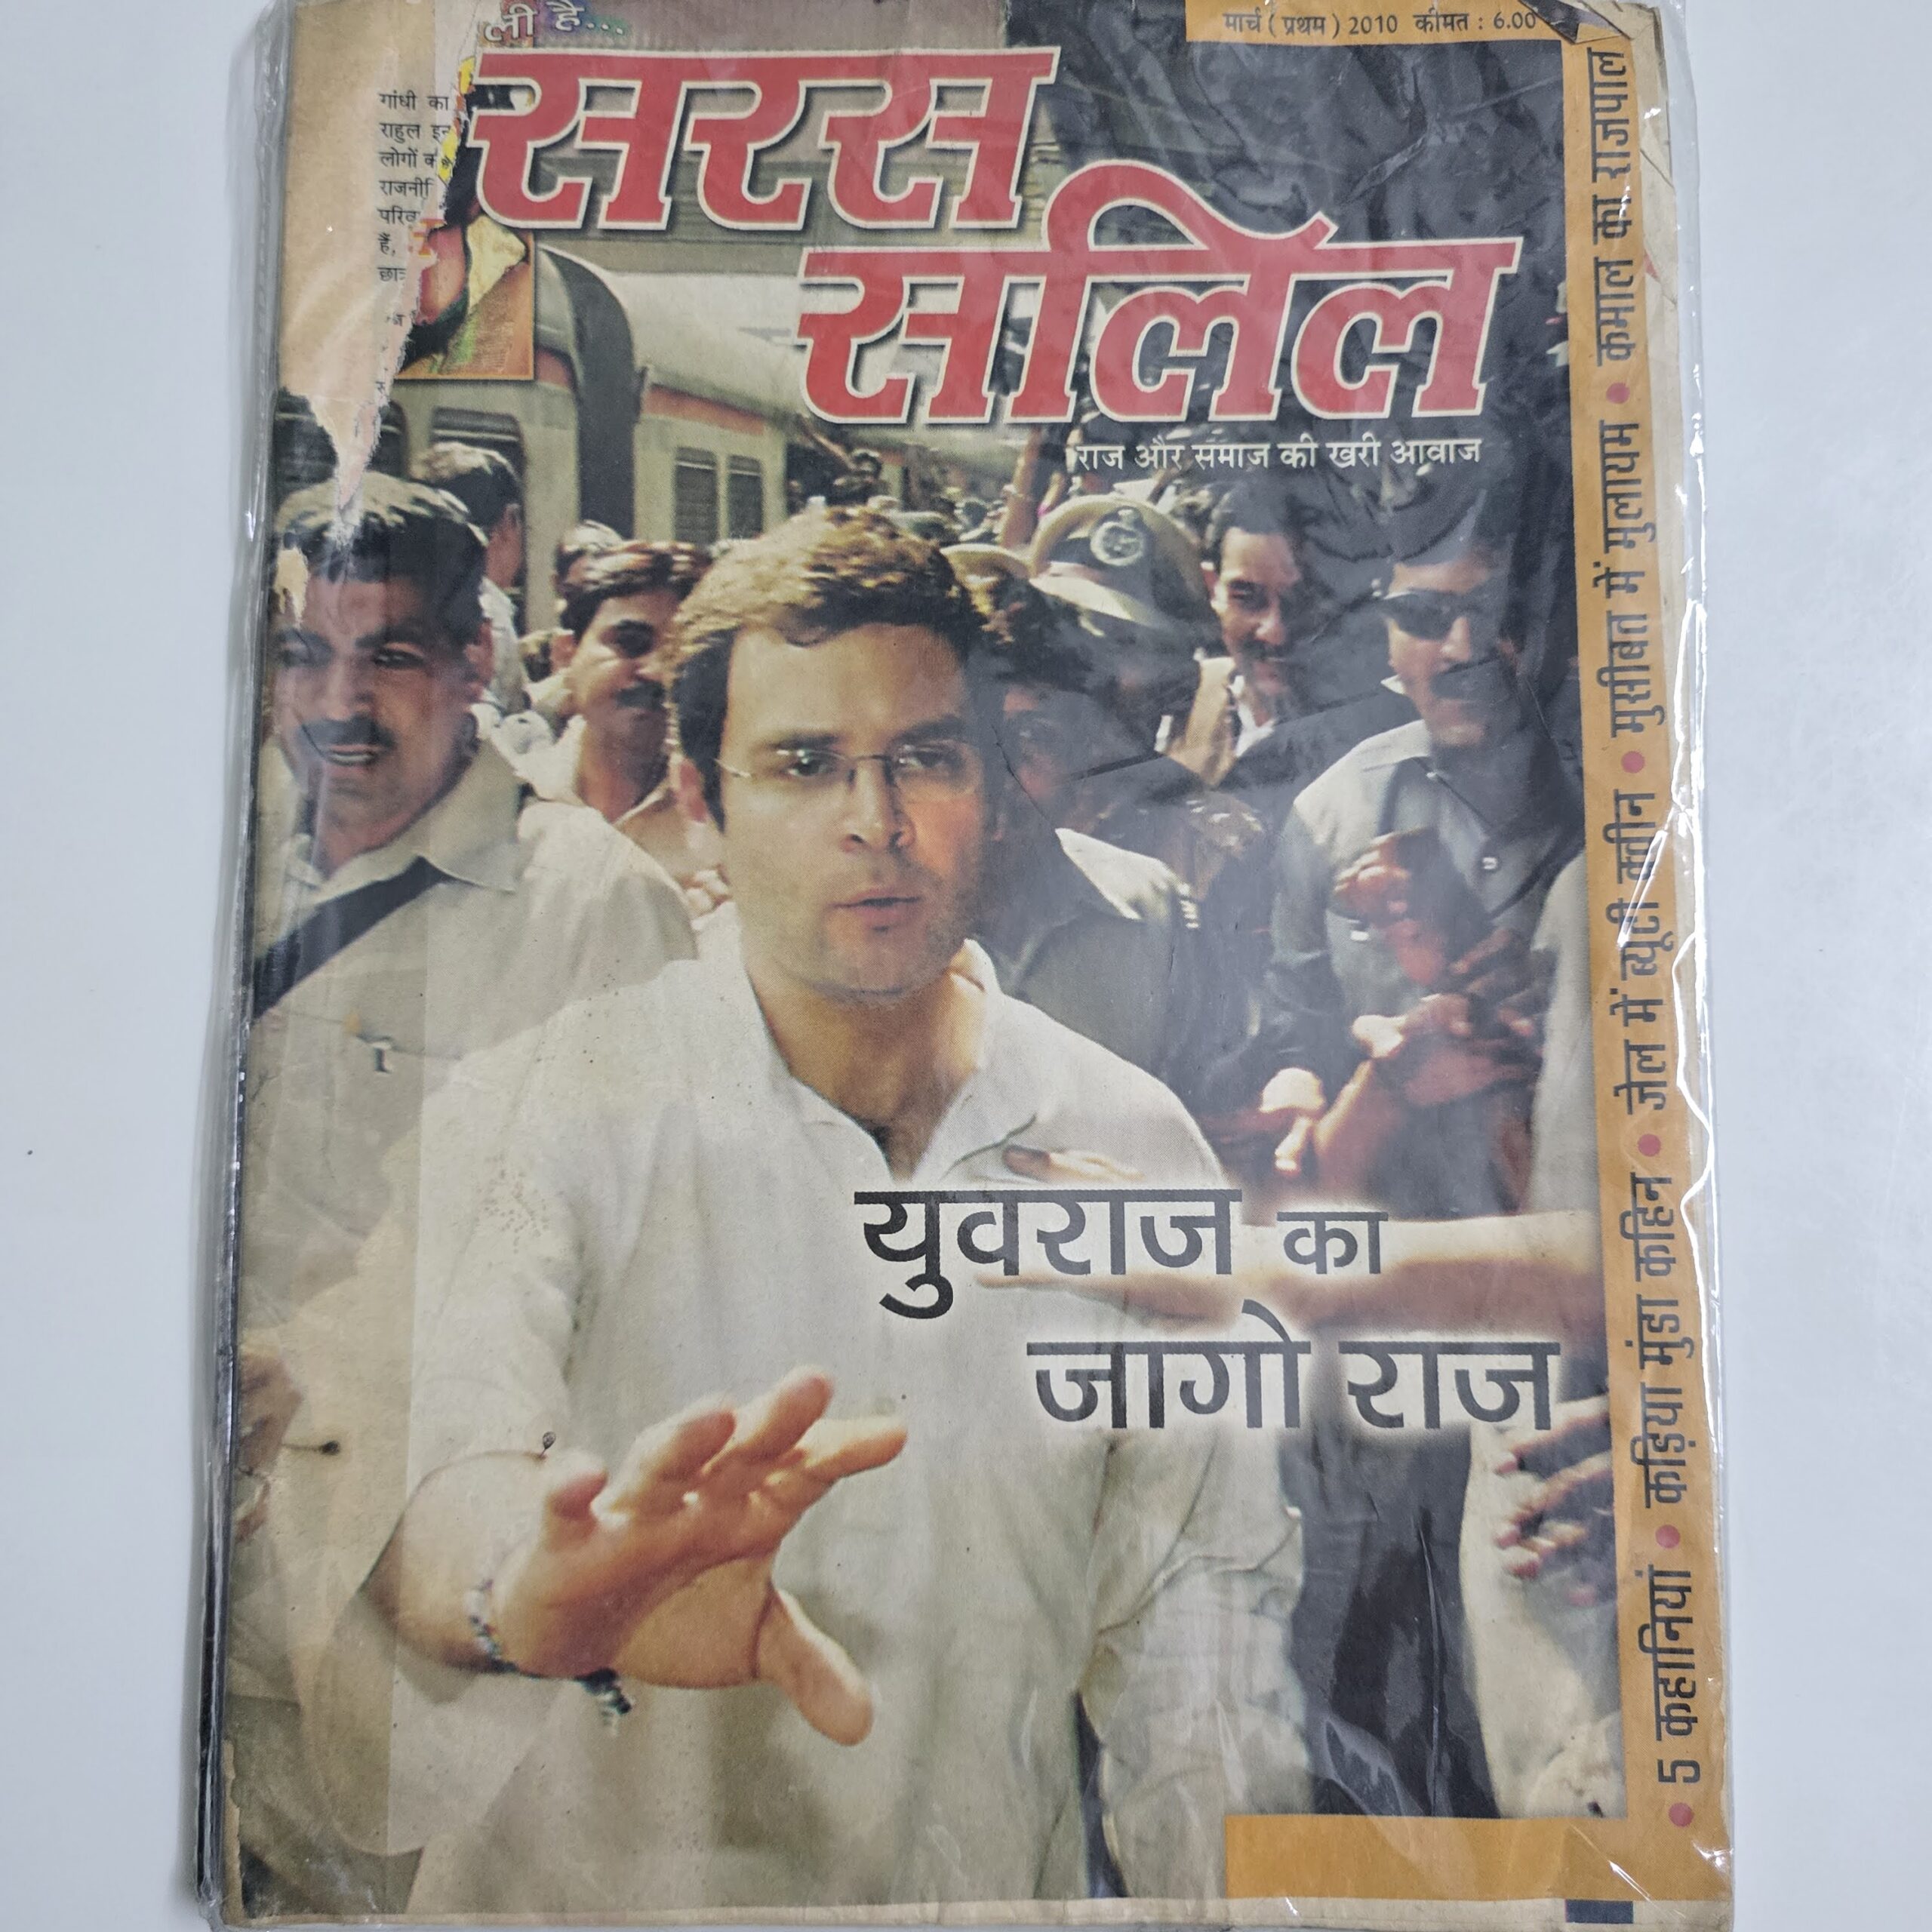 ली है...
मार्च ( प्रथम ) 2010 कीमत : 6.00
गांधी का
राहुल
लोगों
हैं,
सरस
सलिल
राज और समाज की खरी आवाज
युवराज का
जागो राज
• 5 कहानियां • कड़िया मुंडा कहिन • जेल में ब्यूटी क्वीन • मुसीबत में मुलायम • कमाल का राजपाल